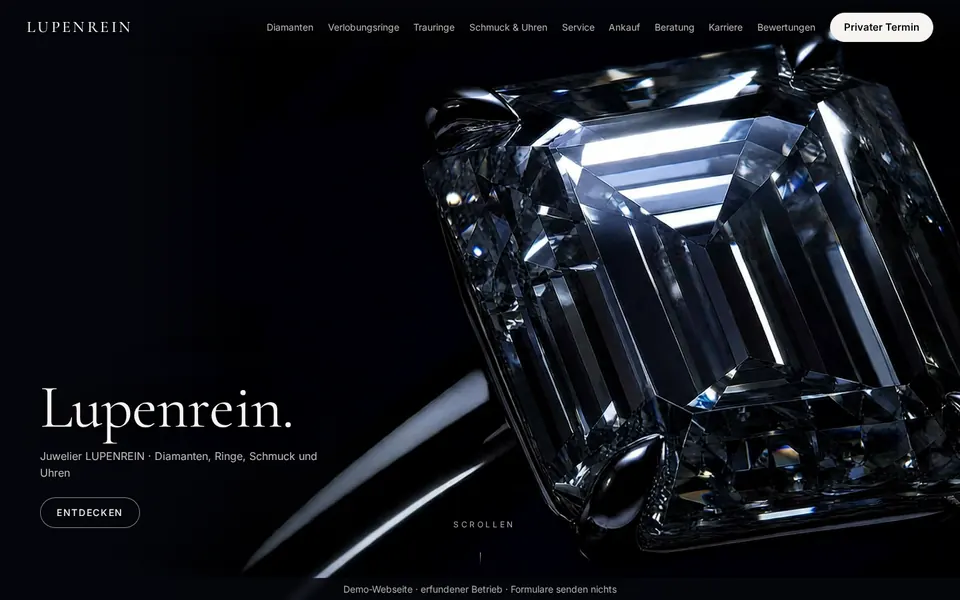 LUPENREIN
Diamanten Verlobungsringe Trauringe Schmuck & Uhren Service Ankauf Beratung Karriere Bewertungen Privater Termin
Lupenrein.
Juwelier LUPENREIN · Diamanten, Ringe, Schmuck und
Uhren
ENTDECKEN
SCROLLEN
Demo-Webseite · erfundener Betrieb · Formulare senden nichts